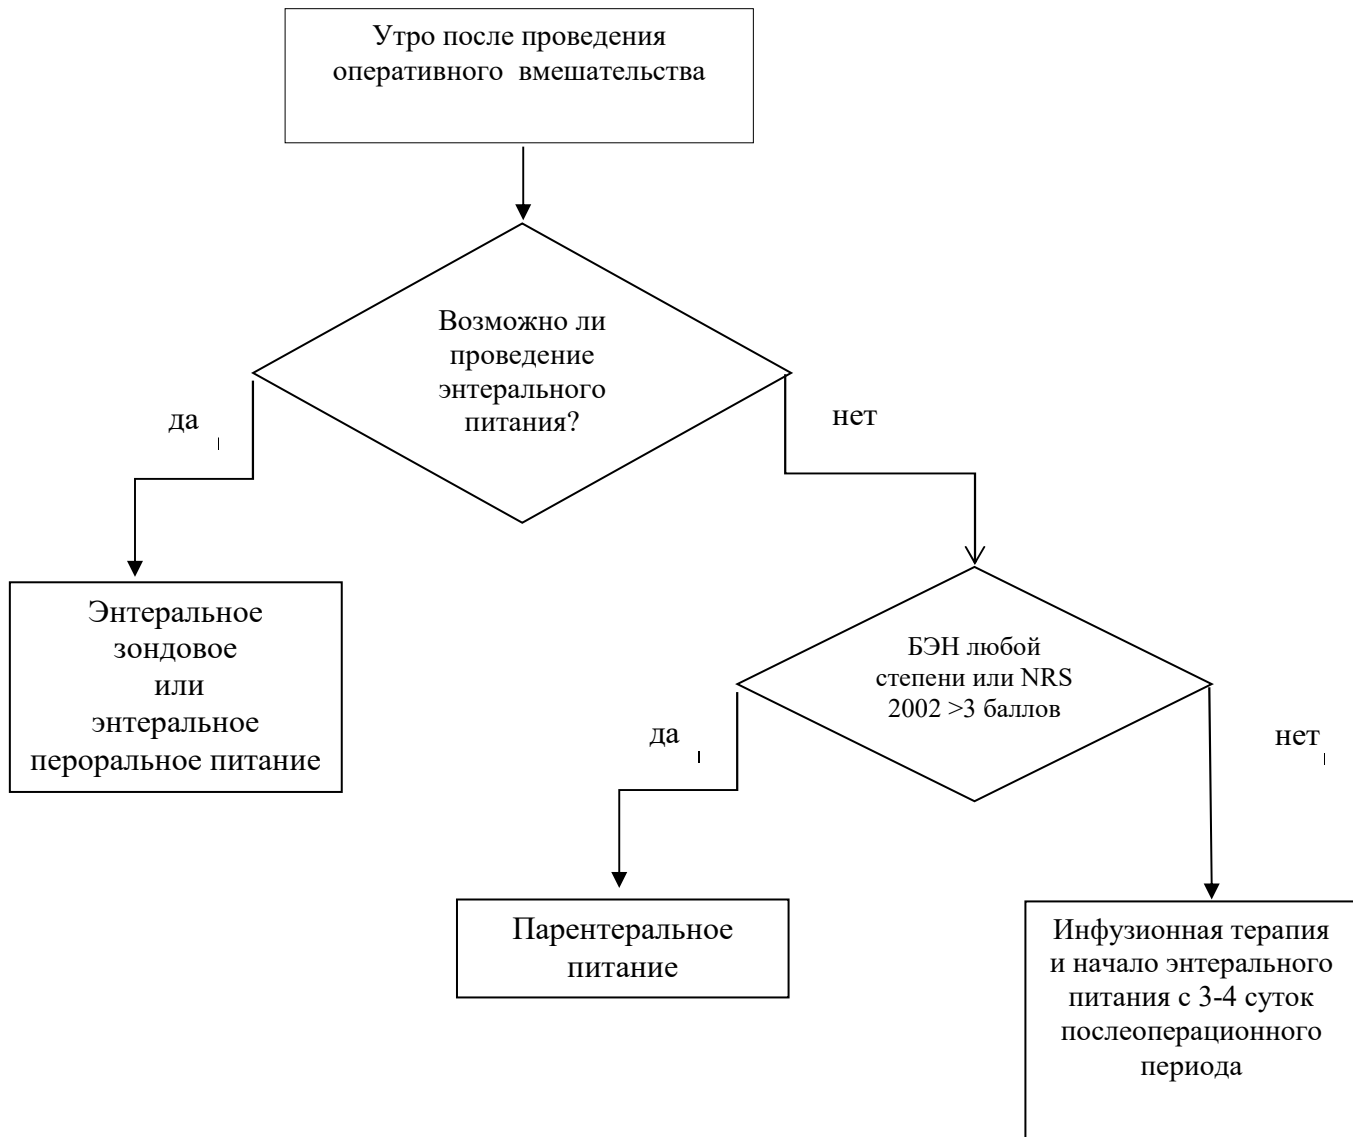 Утро после проведения
оперативного вмешательства
Возможно ли
проведение
энтерального
питания?
да
нет
Энтеральное
зондовое
или
энтеральное
пероральное питание
БЭН любой
степени или NRS
2002 >3 баллов
да
нет
Парентеральное
питание
Инфузионная терапия
и начало энтерального
питания с 3-4 суток
послеоперационного
периода